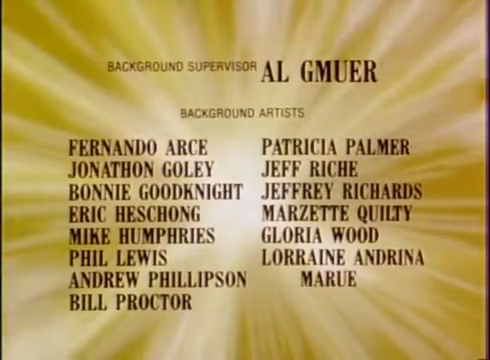 BACKGROUND SUPERVISOR AL GMUER
BACKGROUND ARTISTS
FERNANDO ARCE
JONATHON GOLEY
BONNIE GOODKNIGHT
ERIC HESCHONG
MIKE HUMPHRIES
PHIL LEWIS
ANDREW PHILLIPSON
BILL PROCTOR
PATRICIA PALMER
JEFF RICHE
JEFFREY RICHARDS
MARZETTE QUILTY
GLORIA WOOD
LORRAINE ANDRINA
MARUE